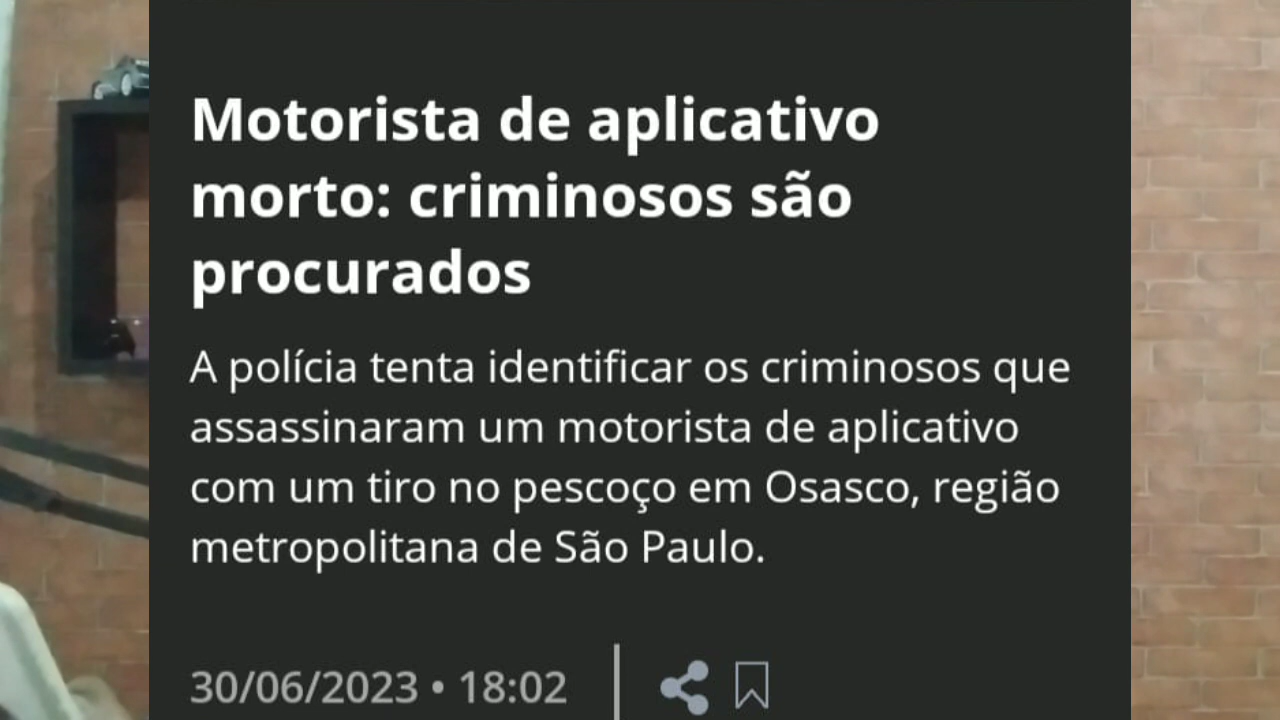 Motorista de aplicativo
morto: criminosos são
procurados
A polícia tenta identificar os criminosos que
assassinaram um motorista de aplicativo
com um tiro no pescoço em Osasco, região
metropolitana de São Paulo.
30/06/2023 • 18:02